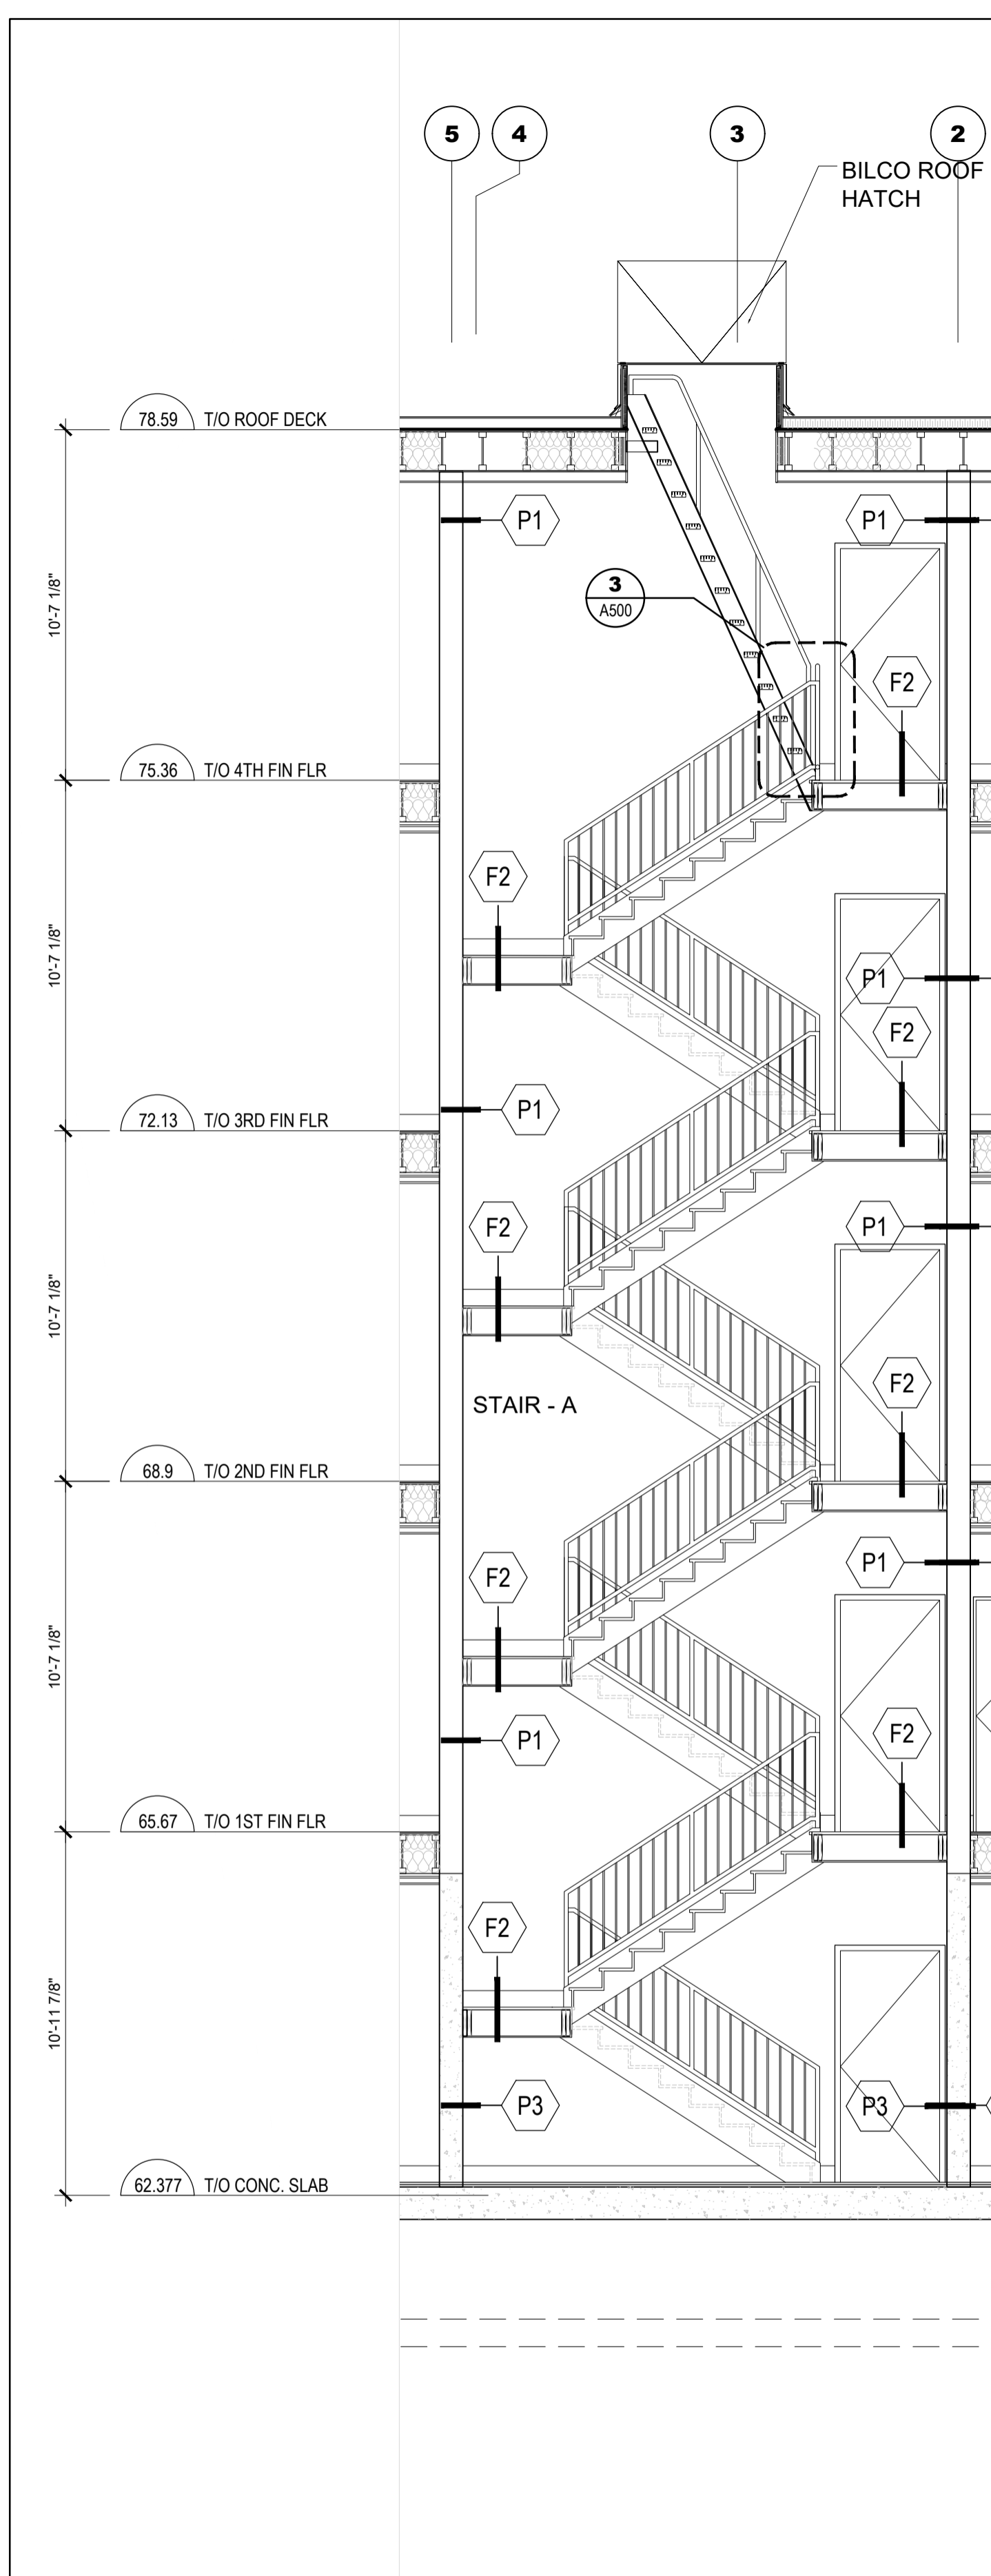 5
4
3
2
BILCO ROOF
HATCH
78.59 T/O ROOF DECK
P1
P1
10'-7 1/8"
3
A500
F2
75.36 T/O 4TH FIN FLR
F2
10'-7 1/8"
P1
F2
P1
72.13 T/O 3RD FIN FLR
F2
P1
10'-7 1/8"
F2
STAIR - A
68.9 T/O 2ND FIN FLR
P1
F2
10'-7 1/8"
F2
P1
65.67 T/O 1ST FIN FLR
F2
10'-11 7/8"
P3
P3
62.377 T/O CONC. SLAB